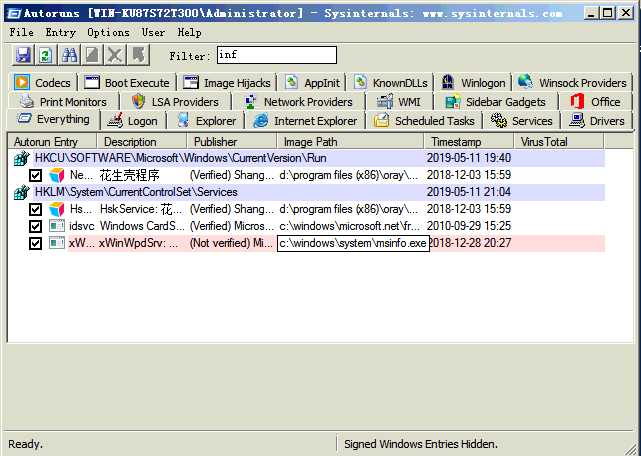 Autoruns [WIN-KU87S72T300\Administrator] - Sysinternals: www.sysinternals.com
File Entry Options User Help
Filter: inf
Codecs Boot Execute Image Hijacks AppInit KnownDLLs Winlogon Winsock Providers
Print Monitors LSA Providers Network Providers WMI Sidebar Gadgets Office
Everything Logon Explorer Internet Explorer Scheduled Tasks Services Drivers
Autorun Entry Description Publisher Image Path Timestamp VirusTotal
HKCU\SOFTWARE\Microsoft\Windows\CurrentVersion\Run 2019-05-11 19:40
Ne... 花生壳程序 (Verified) Shang... d:\program files (x86)\oray\... 2018-12-03 15:59
HKLM\System\CurrentControlSet\Services 2019-05-11 21:04
Hs... HskService: 花... (Verified) Shang... d:\program files (x86)\oray\... 2018-12-03 15:59
idsvc Windows CardS... (Verified) Micros... c:\windows\microsoft.net\fr... 2010-09-29 15:25
xW... xWinWpdSrv: ... (Not verified) Mi... c:\windows\system\msinfo.exe 2018-12-28 20:27
Ready. Signed Windows Entries Hidden.